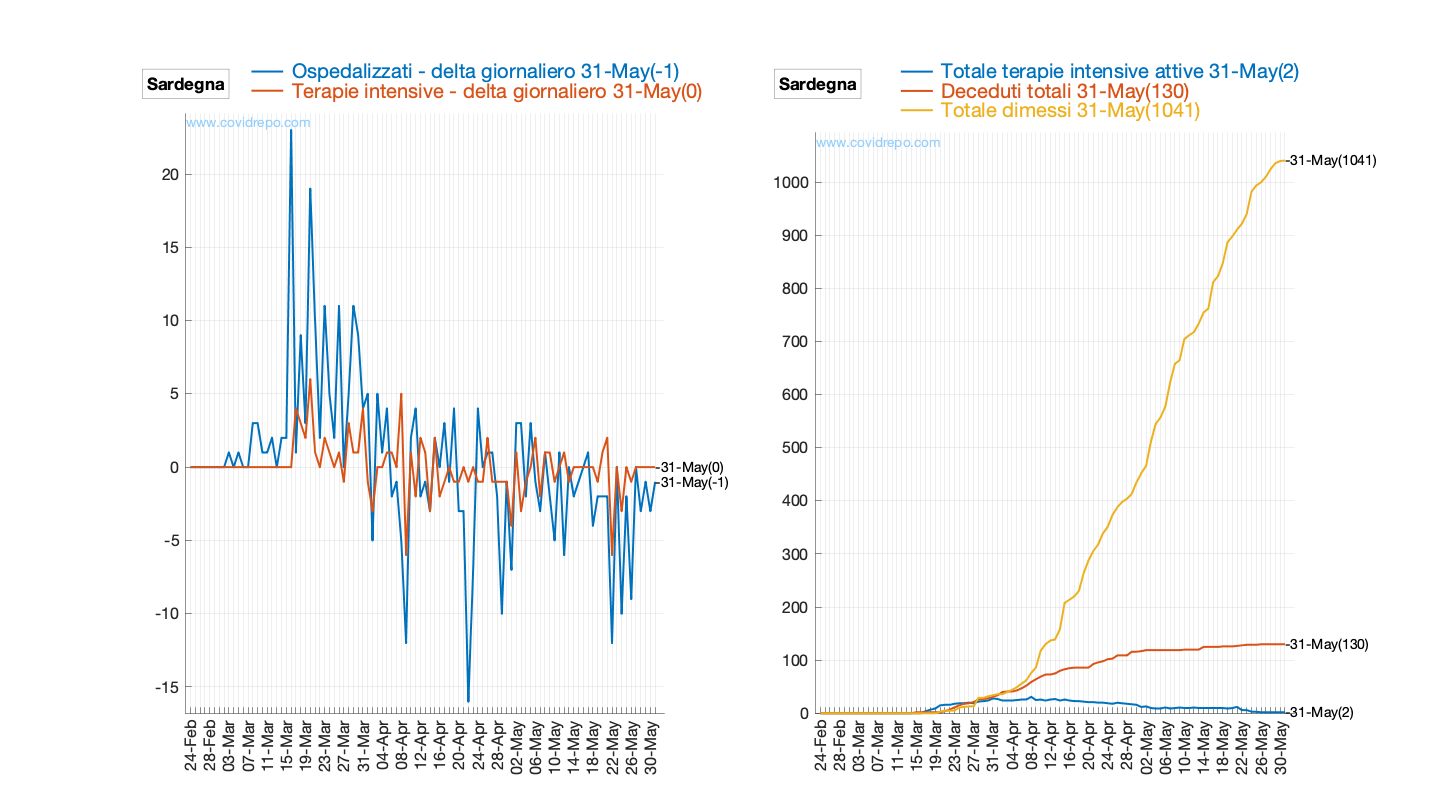 Sardegna
Ospedalizzati - delta giornaliero 31-May(-1)
Terapie intensive - delta giornaliero 31-May(0)
www.covidrepo.com
20
15
10
5
0
-5
-10
-15
-31-May(0)
-31-May(-1)
24-Feb
28-Feb
03-Mar
07-Mar
11-Mar
15-Mar
19-Mar
23-Mar
27-Mar
31-Mar
04-Apr
08-Apr
12-Apr
16-Apr
20-Apr
24-Apr
28-Apr
02-May
06-May
10-May
14-May
18-May
22-May
26-May
30-May
Sardegna
Totale terapie intensive attive 31-May(2)
Deceduti totali 31-May(130)
Totale dimessi 31-May(1041)
www.covidrepo.com
1000
900
800
700
600
500
400
300
200
100
0
-31-May(1041)
-31-May(130)
-31-May(2)
24-Feb
28-Feb
03-Mar
07-Mar
11-Mar
15-Mar
19-Mar
23-Mar
27-Mar
31-Mar
04-Apr
08-Apr
12-Apr
16-Apr
20-Apr
24-Apr
28-Apr
02-May
06-May
10-May
14-May
18-May
22-May
26-May
30-May